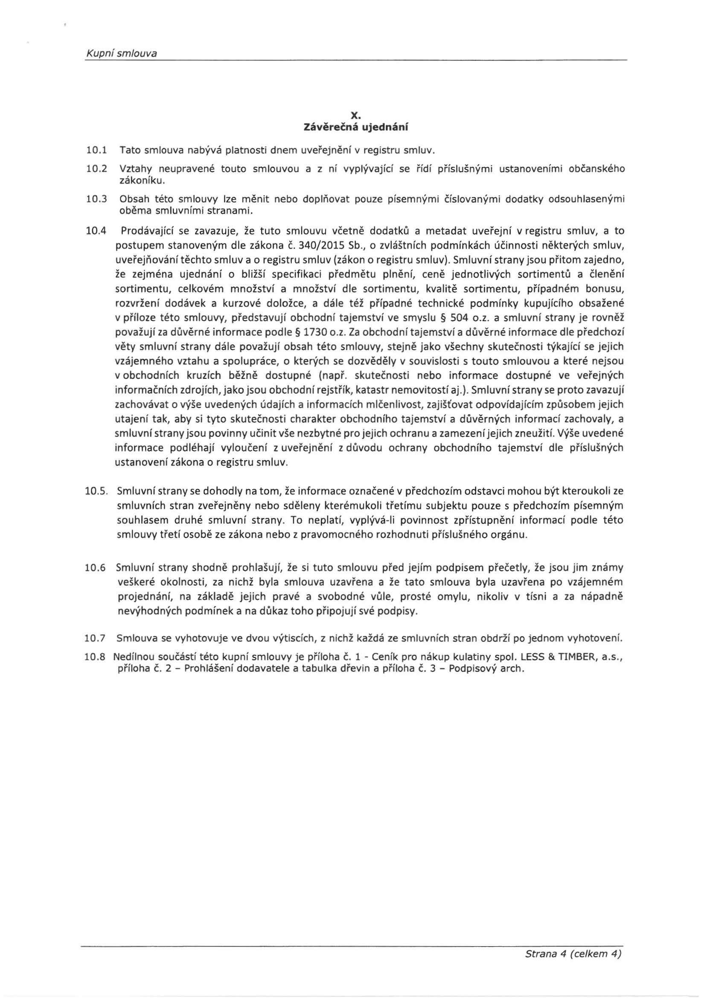 Kupní smlouva
X.
Závěrečná ujednání
10.1 Tato smlouva nabývá platnosti dnem uveřejnění v registru smluv.
10.2 Vztahy neupravené touto smlouvou a z ní vyplývající se řídí příslušnými ustanoveními občanského
zákoníku.
10.3 Obsah této smlouvy lze měnit nebo doplňovat pouze písemnými číslovanými dodatky odsouhlasenými
oběma smluvními stranami.
10.4 Prodávající se zavazuje, že tuto smlouvu včetně dodatků a metadat uveřejní v registru smluv, a to
postupem stanoveným dle zákona č. 340/2015 Sb., o zvláštních podmínkách účinnosti některých smluv,
uveřejňování těchto smluv a o registru smluv (zákon o registru smluv). Smluvní strany jsou přitom zajedno,
že zejména ujednání o bližší specifikaci předmětu plnění, ceně jednotlivých sortimentů a členění
sortimentu, celkovém množství a množství dle sortimentu, kvalitě sortimentu, případném bonusu,
rozvržení dodávek a kurzové doložce, a dále též případné technické podmínky kupujícího obsažené
v příloze této smlouvy, představují obchodní tajemství ve smyslu § 504 o.z. a smluvní strany je rovněž
považují za důvěrné informace podle § 1730 o.z. Za obchodní tajemství a důvěrné informace dle předchozí
věty smluvní strany dále považují obsah této smlouvy, stejně jako všechny skutečnosti týkající se jejich
vzájemného vztahu a spolupráce, o kterých se dozvěděly v souvislosti s touto smlouvou a které nejsou
v obchodních kruzích běžně dostupné (např. skutečnosti nebo informace dostupné ve veřejných
informačních zdrojích, jako jsou obchodní rejstřík, katastr nemovitostí aj.). Smluvní strany se proto zavazují
zachovávat o výše uvedených údajích a informacích mlčenlivost, zajišťovat odpovídajícím způsobem jejich
utajení tak, aby si tyto skutečnosti charakter obchodního tajemství a důvěrných informací zachovaly, a
smluvní strany jsou povinny učinit vše nezbytné pro jejich ochranu a zamezení jejich zneužití. Výše uvedené
informace podléhají vyloučení z uveřejnění z důvodu ochrany obchodního tajemství dle příslušných
ustanovení zákona o registru smluv.
10.5. Smluvní strany se dohodly na tom, že informace označené v předchozím odstavci mohou být kteroukoli ze
smluvních stran zveřejněny nebo sděleny kterémukoli třetímu subjektu pouze s předchozím písemným
souhlasem druhé smluvní strany. To neplatí, vyplývá-li povinnost zpřístupnění informací podle této
smlouvy třetí osobě ze zákona nebo z pravomocného rozhodnuti příslušného orgánu.
10.6 Smluvní strany shodně prohlašují, že si tuto smlouvu před jejím podpisem přečetly, že jsou jim známy
veškeré okolnosti, za nichž byla smlouva uzavřena a že tato smlouva byla uzavřena po vzájemném
projednání, na základě jejich pravé a svobodné vůle, prosté omylu, nikoliv v tísni a za nápadně
nevýhodných podmínek a na důkaz toho připojují své podpisy.
10.7 Smlouva se vyhotovuje ve dvou výtiscích, z nichž každá ze smluvních stran obdrží po jednom vyhotovení.
10.8 Nedílnou součástí této kupní smlouvy je příloha č. 1 - Ceník pro nákup kulatiny spol. LESS & TIMBER, a.s.,
příloha č. 2 – Prohlášení dodavatele a tabulka dřevin a příloha č. 3 – Podpisový arch.
Strana 4 (celkem 4)